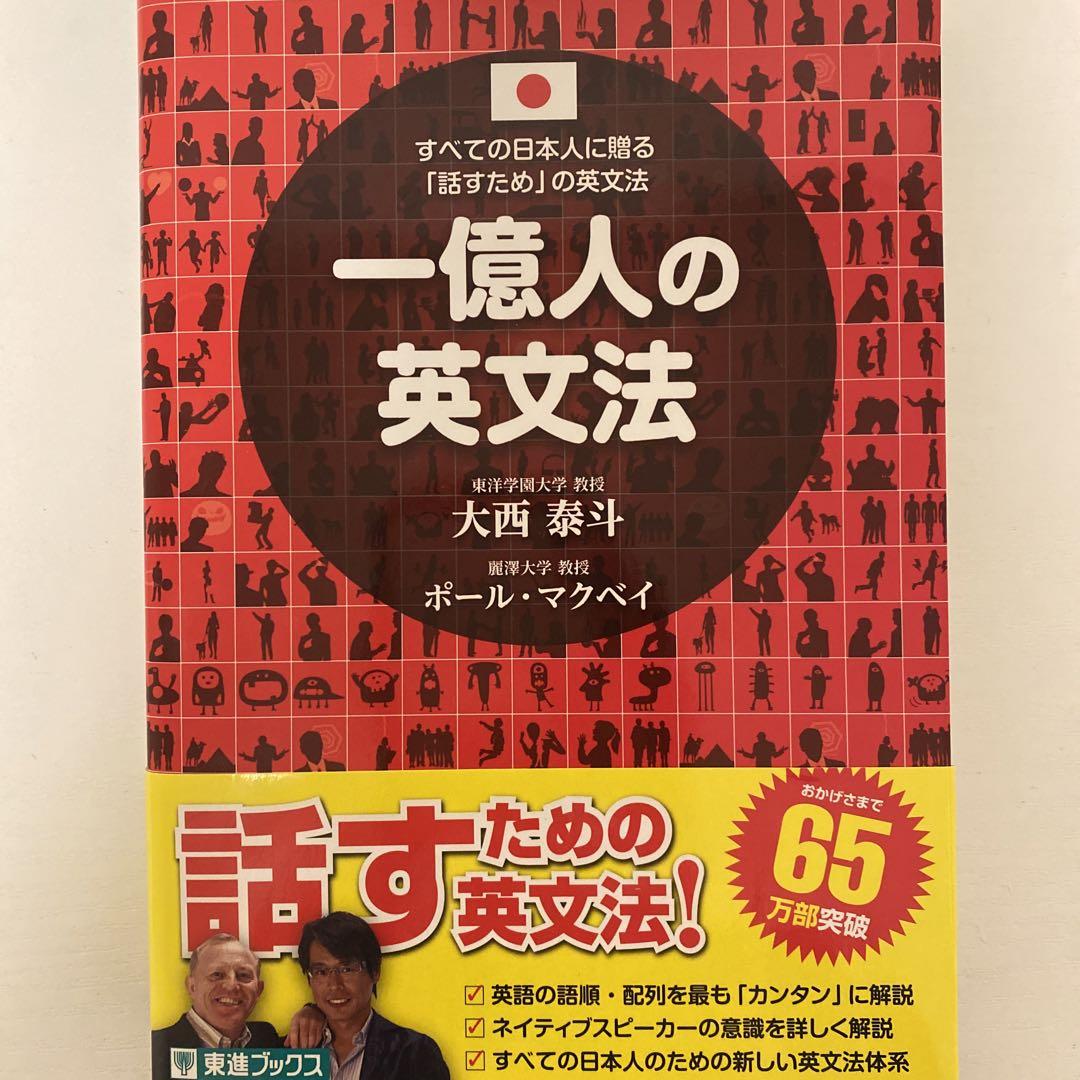 すべての日本人に贈る
「話すため」の英文法
一億人の
英文法
東洋学園大学 教授
大西 泰斗
麗澤大学 教授
ポール・マクベイ
話すための
英文法!
おかげさまで
65
万部突破
英語の語順・配列を最も「カンタン」に解説
ネイティブスピーカーの意識を詳しく解説
すべての日本人のための新しい英文法体系
東進ブックス